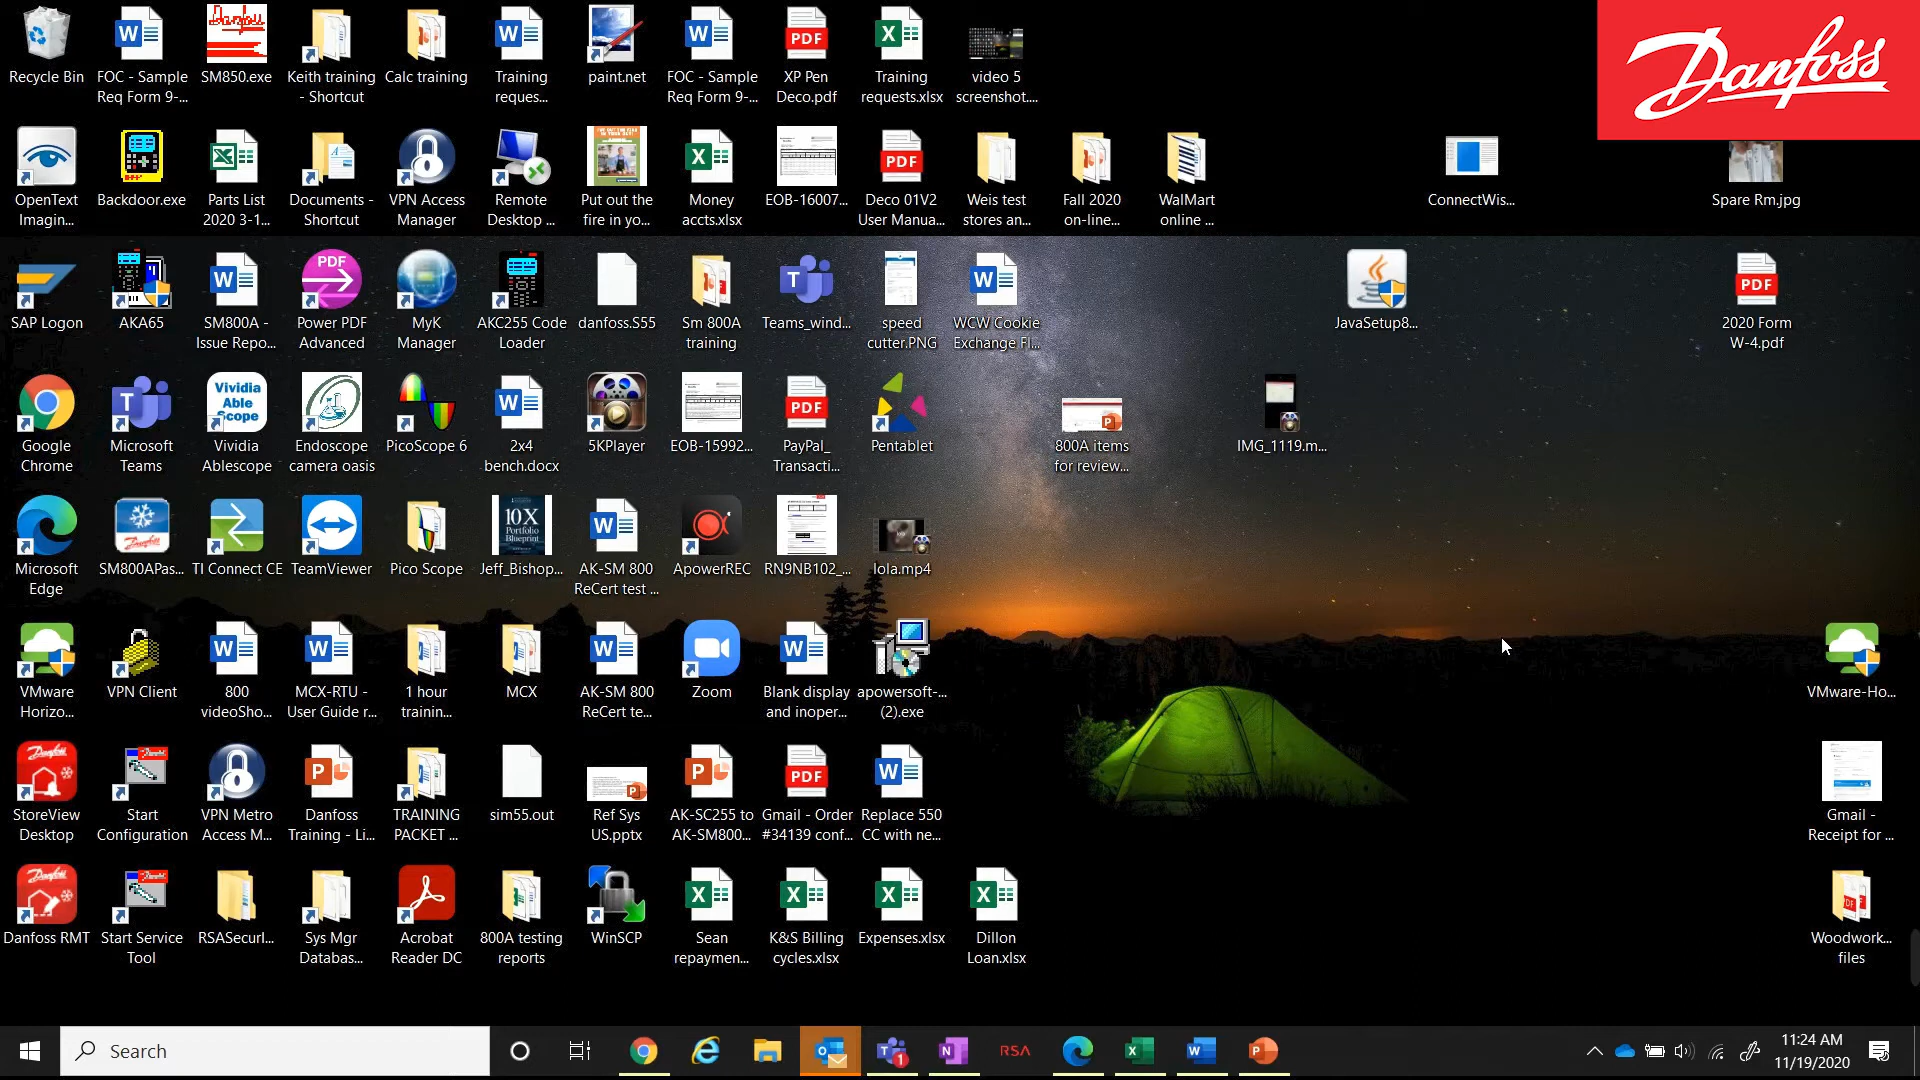 Danfoss
Recycle Bin
FOC - Sample
Req Form 9-...
SM850.exe
Keith training
- Shortcut
Calc training
Training
reques...
paint.net
FOC - Sample
Req Form 9-...
XP Pen
Deco.pdf
Training
requests.xlsx
video 5
screenshot....
OpenText
Imagin...
Backdoor.exe
Parts List
2020 3-1...
Documents -
Shortcut
VPN Access
Manager
Remote
Desktop ...
Put out the
fire in yo...
Money
accts.xlsx
EOB-16007...
Deco 01V2
User Manua...
Weis test
stores an...
Fall 2020
on-line...
WalMart
online ...
ConnectWis...
Spare Rm.jpg
SAP Logon
AKA65
SM800A -
Issue Repo...
Power PDF
Advanced
MyK
Manager
AKC255 Code
Loader
danfoss.S55
Sm 800A
training
Teams_wind...
speed
cutter.PNG
WCW Cookie
Exchange Fl...
JavaSetup8...
2020 Form
W-4.pdf
Vividia
Able
Scope
Google
Chrome
Microsoft
Teams
Vividia
Ablescope
Endoscope
camera oasis
PicoScope 6
2x4
bench.docx
5KPlayer
EOB-15992...
PayPal_
Transacti...
Pentablet
800A items
for review...
IMG_1119.m...
10X
Portfolio
Blueprint
Microsoft
Edge
SM800APas...
TI Connect CE
TeamViewer
Pico Scope
Jeff_Bishop...
AK-SM 800
ReCert test ...
ApowerREC
RN9NB102_...
lola.mp4
VMware
Horizo...
VPN Client
800
videoSho...
MCX-RTU -
User Guide r...
1 hour
trainin...
MCX
AK-SM 800
ReCert te...
Zoom
Blank display
and inoper...
apowersoft-...
(2).exe
VMware-Ho...
StoreView
Desktop
Start
Configuration
VPN Metro
Access M...
Danfoss
Training - Li...
TRAINING
PACKET ...
sim55.out
Ref Sys
US.pptx
AK-SC255 to
AK-SM800...
Gmail - Order
#34139 conf...
Replace 550
CC with ne...
Gmail -
Receipt for ...
Danfoss RMT
Start Service
Tool
RSASecurI...
Sys Mgr
Databas...
Acrobat
Reader DC
800A testing
reports
WinSCP
Sean
repaymen...
K&S Billing
cycles.xlsx
Expenses.xlsx
Dillon
Loan.xlsx
Woodwork...
files
Search
RSA
11:24 AM
11/19/2020